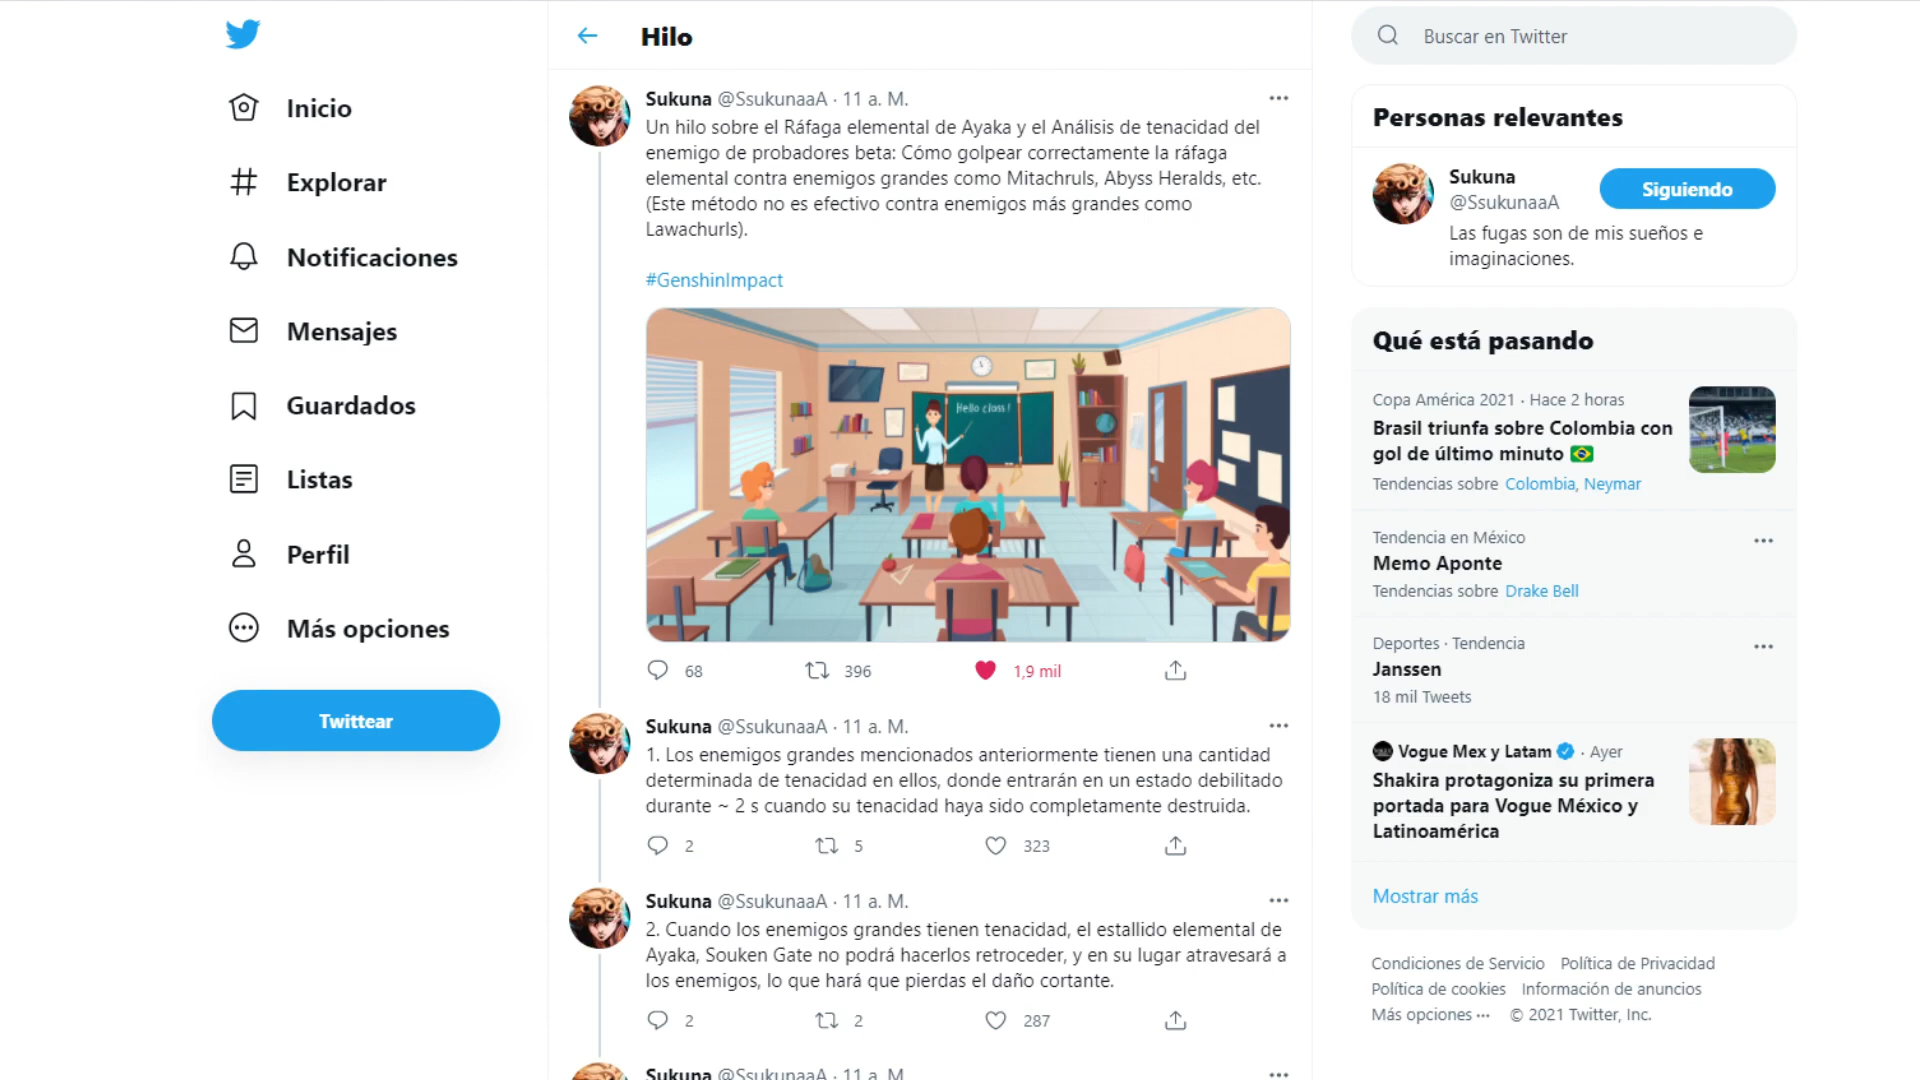 Inicio
Explorar
Notificaciones
Mensajes
Guardados
Listas
Perfil
Más opciones
Twittear
Hilo
Sukuna @SsukunaaA · 11 a. M.
Un hilo sobre el Ráfaga elemental de Ayaka y el Análisis de tenacidad del
enemigo de probadores beta: Cómo golpear correctamente la ráfaga
elemental contra enemigos grandes como Mitachruls, Abyss Heralds, etc.
(Este método no es efectivo contra enemigos más grandes como
Lawachurls).
#GenshinImpact
Hello class!
68
396
1,9 mil
Sukuna @SsukunaaA · 11 a. M.
1. Los enemigos grandes mencionados anteriormente tienen una cantidad
determinada de tenacidad en ellos, donde entrarán en un estado debilitado
durante ~ 2 s cuando su tenacidad haya sido completamente destruida.
2
5
323
Sukuna @SsukunaaA · 11 a. M.
2. Cuando los enemigos grandes tienen tenacidad, el estallido elemental de
Ayaka, Souken Gate no podrá hacerlos retroceder, y en su lugar atravesará a
los enemigos, lo que hará que pierdas el daño cortante.
2
2
287
Sukuna @SsukunaaA · 11 a. M.
Buscar en Twitter
Personas relevantes
Sukuna
@SsukunaaA
Siguiendo
Las fugas son de mis sueños e
imaginaciones.
Qué está pasando
Copa América 2021 · Hace 2 horas
Brasil triunfa sobre Colombia con
gol de último minuto 🇧🇷
Tendencias sobre Colombia, Neymar
Tendencia en México
Memo Aponte
Tendencias sobre Drake Bell
Deportes · Tendencia
Janssen
18 mil Tweets
Vogue Mex y Latam · Ayer
Shakira protagoniza su primera
portada para Vogue México y
Latinoamérica
Mostrar más
Condiciones de Servicio Política de Privacidad
Política de cookies Información de anuncios
Más opciones ··· © 2021 Twitter, Inc.